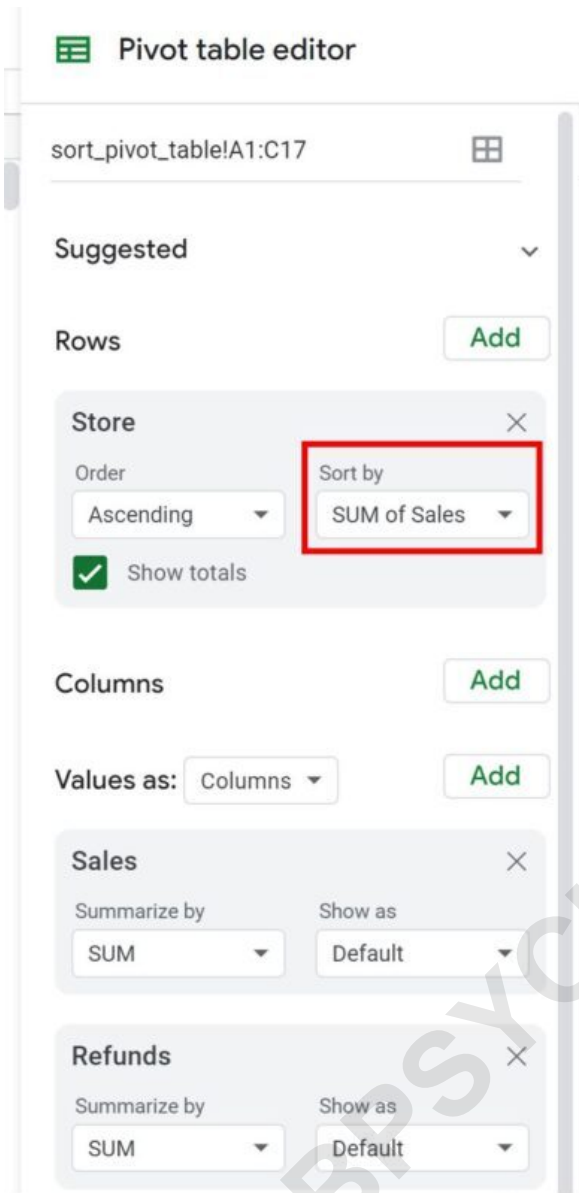 Pivot table editor
sort_pivot_table!A1:C17
Suggested
Rows Add
Store
Order Sort by
Ascending SUM of Sales
Show totals
Columns Add
Values as: Columns Add
Sales
Summarize by Show as
SUM Default
Refunds
Summarize by Show as
SUM Default